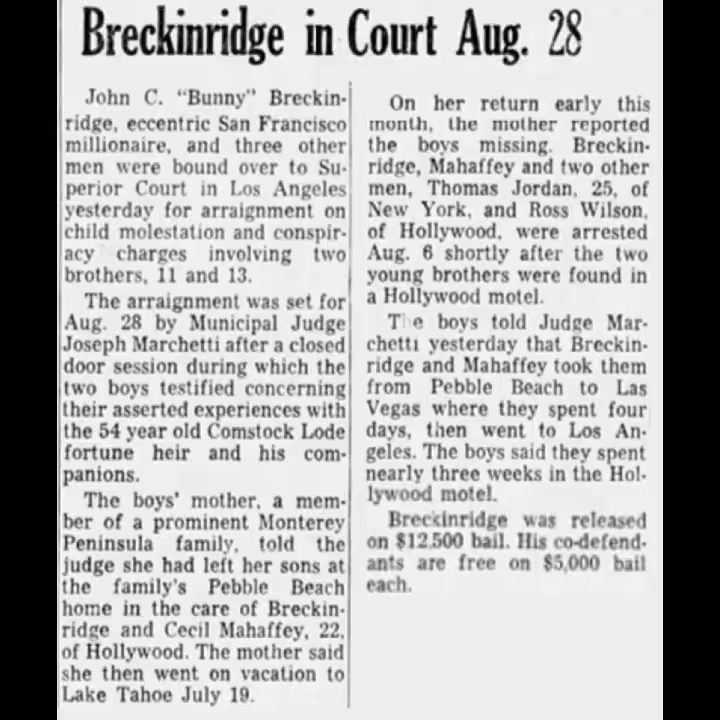 Breckinridge in Court Aug. 28
John C. "Bunny" Breckin-
ridge, eccentric San Francisco
millionaire, and three other
men were bound over to Su-
perior Court in Los Angeles
yesterday for arraignment on
child molestation and conspir-
acy charges involving two
brothers, 11 and 13.
The arraignment was set for
Aug. 28 by Municipal Judge
Joseph Marchetti after a closed
door session during which the
two boys testified concerning
their asserted experiences with
the 54 year old Comstock Lode
fortune heir and his com-
panions.
The boys' mother, a mem-
ber of a prominent Monterey
Peninsula family, told the
judge she had left her sons at
the family's Pebble Beach
home in the care of Breckin-
ridge and Cecil Mahaffey, 22,
of Hollywood. The mother said
she then went on vacation to
Lake Tahoe July 19.
On her return early this
month, the mother reported
the boys missing. Breckin-
ridge, Mahaffey and two other
men, Thomas Jordan, 25, of
New York, and Ross Wilson,
of Hollywood, were arrested
Aug. 6 shortly after the two
young brothers were found in
a Hollywood motel.
The boys told Judge Mar-
chetti yesterday that Breckin-
ridge and Mahaffey took them
from Pebble Beach to Las
Vegas where they spent four
days, then went to Los An-
geles. The boys said they spent
nearly three weeks in the Hol-
lywood motel.
Breckinridge was released
on $12,500 bail. His co-defend-
ants are free on $5,000 bail
each.